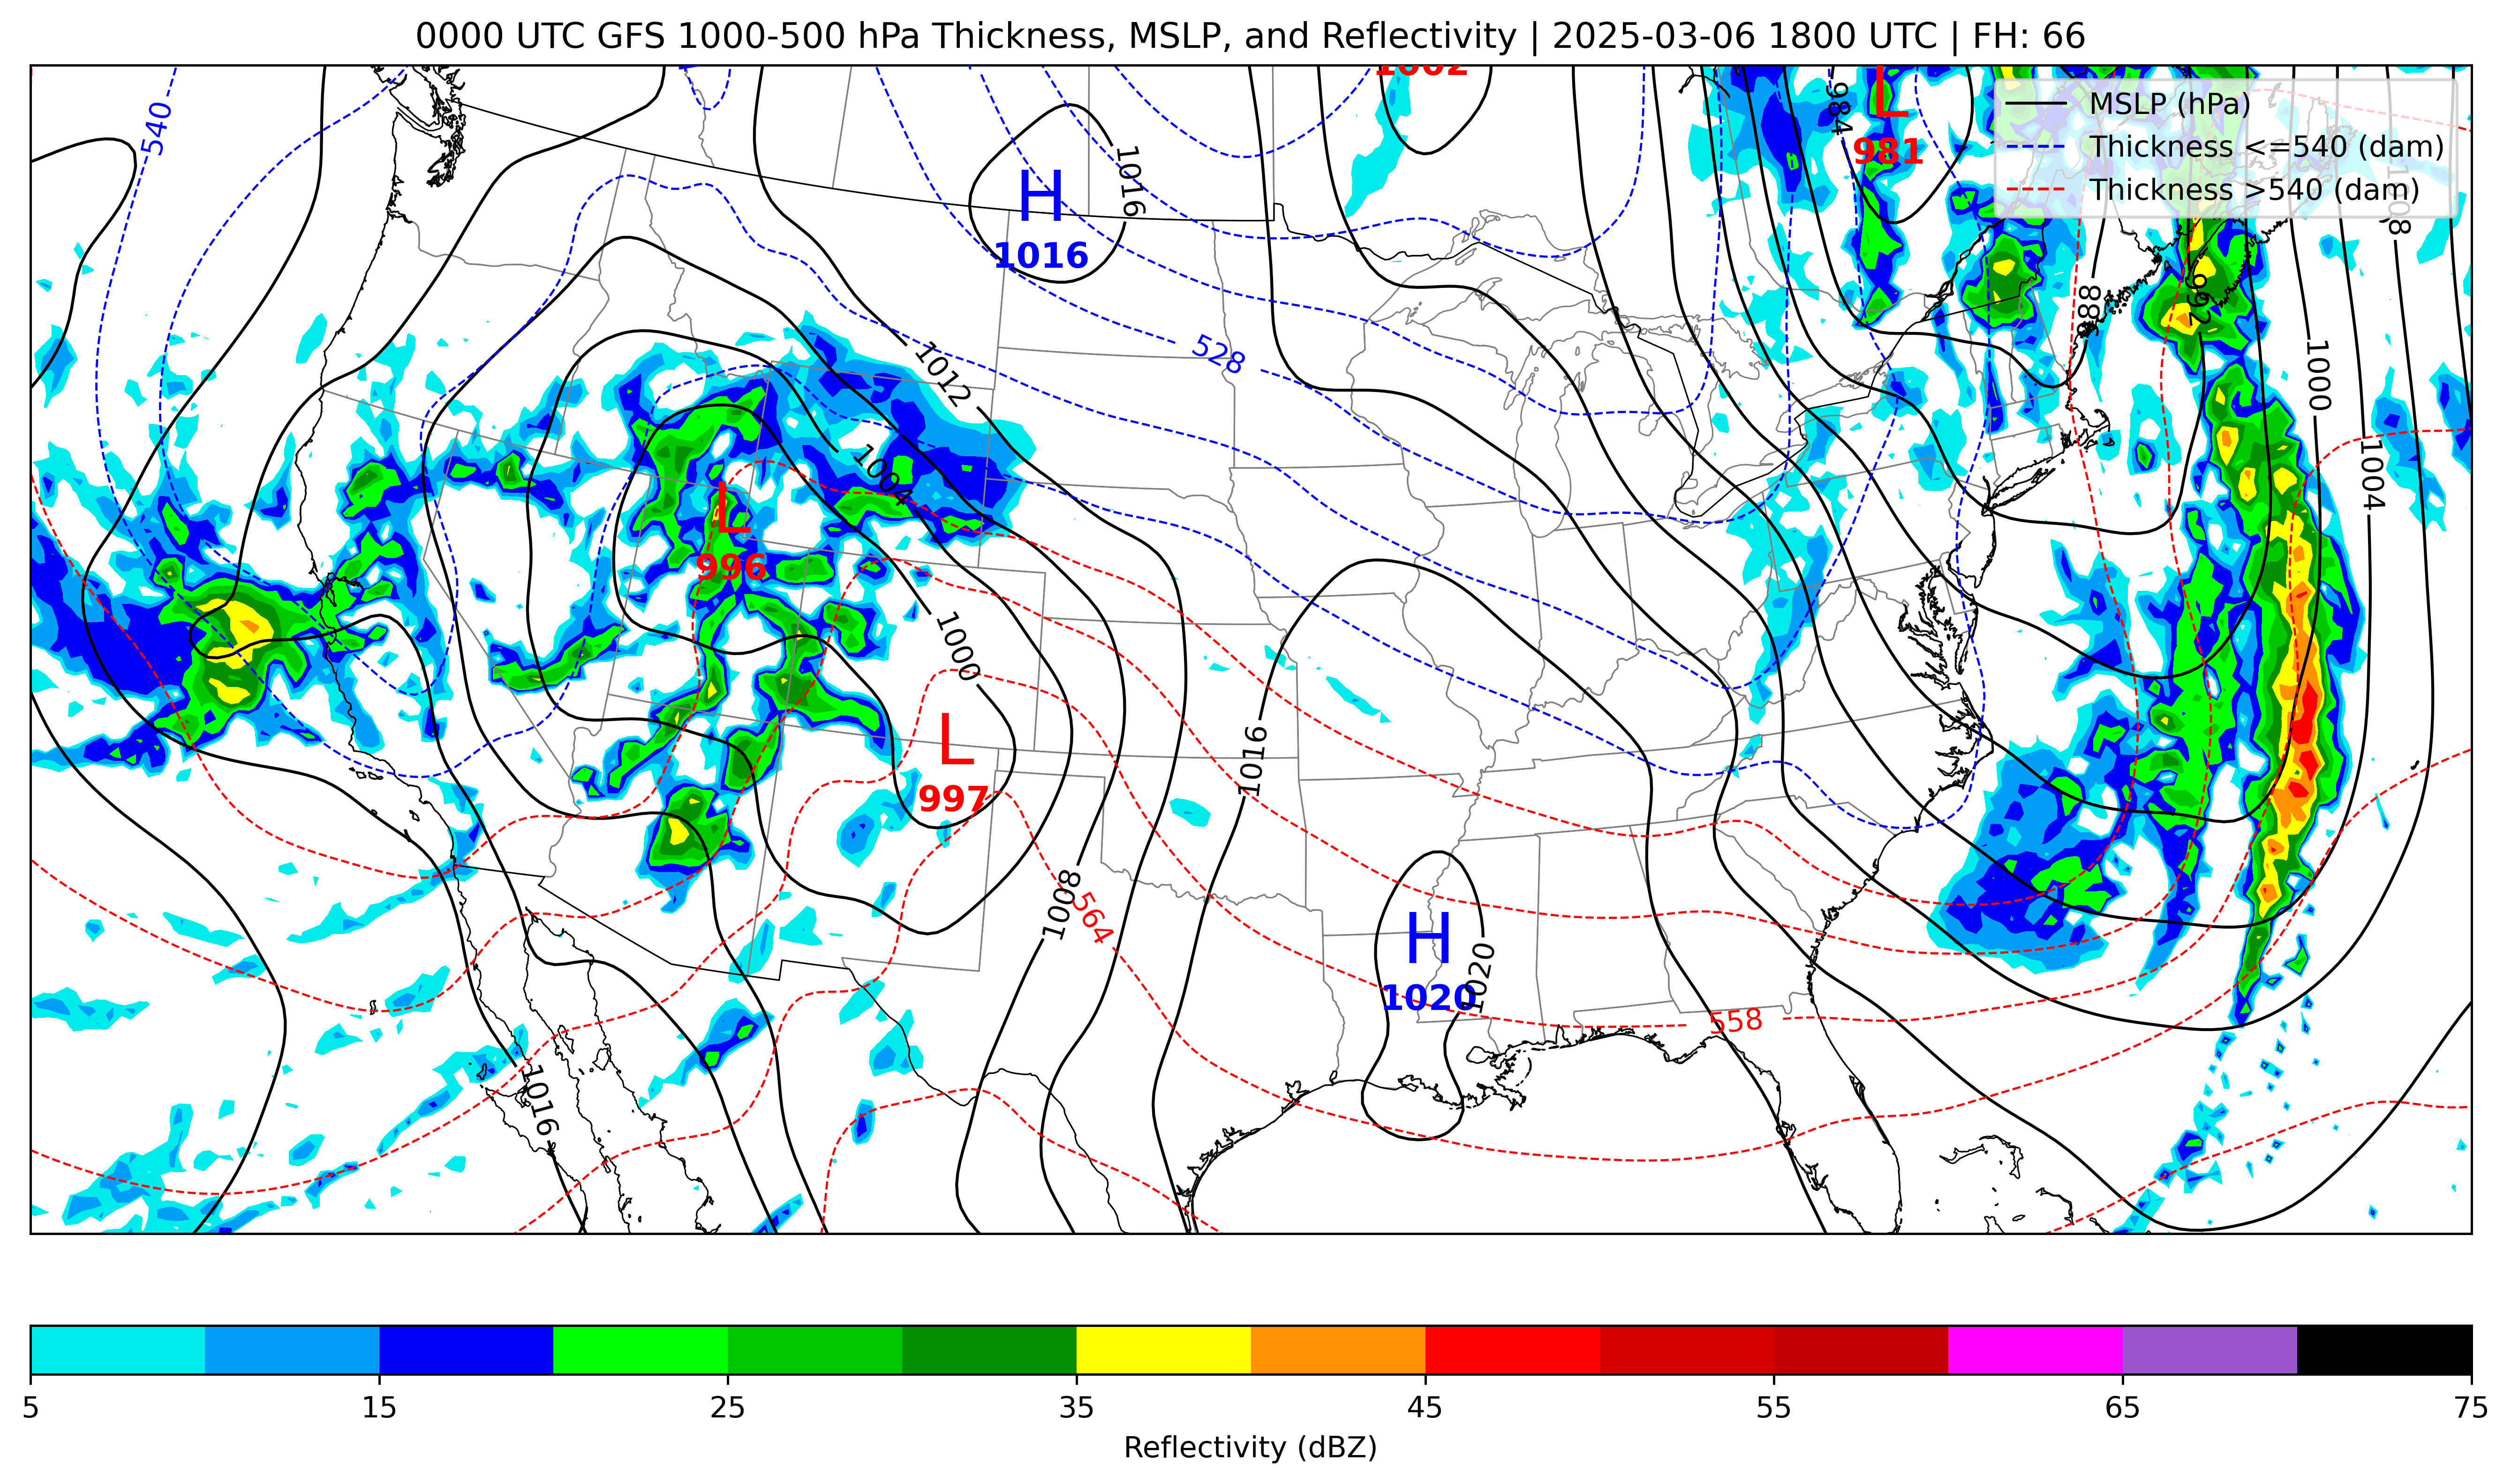 0000 UTC GFS 1000-500 hPa Thickness, MSLP, and Reflectivity | 2025-03-06 1800 UTC | FH: 66
1002
L
981
984
MSLP (hPa)
Thickness <=540 (dam)
Thickness >540 (dam)
540
H
1016
1016
1008
988
992
528
1012
1000
1004
1004
L
996
1000
L
997
1016
1008
564
H
1020
1020
558
1016
5 15 25 35 45 55 65 75
Reflectivity (dBZ)